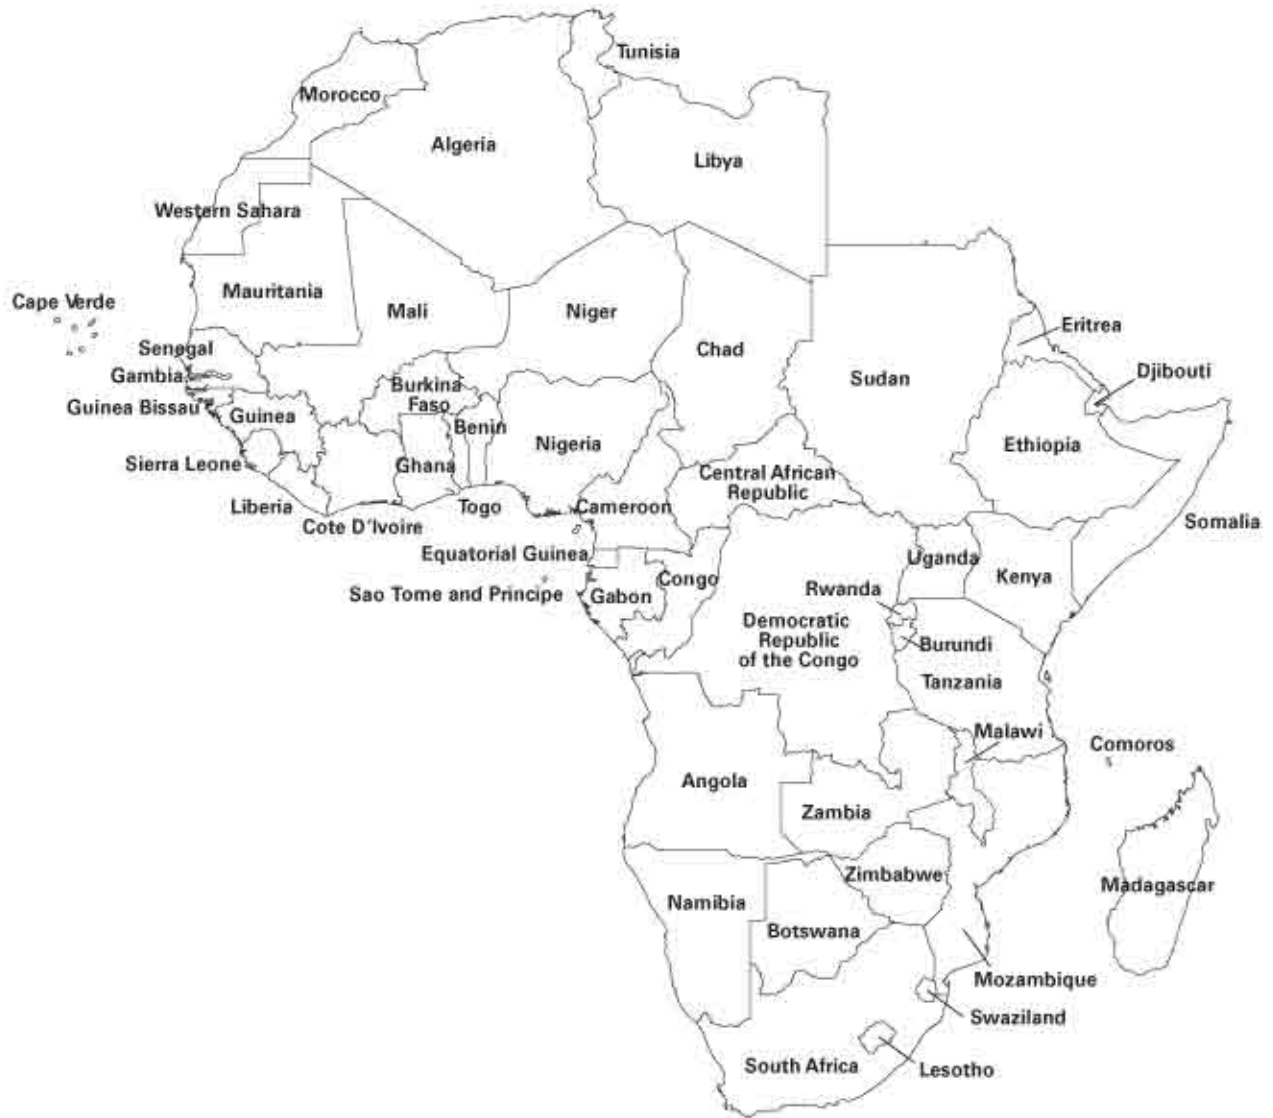 Tunisia
Morocco
Algeria
Libya
Western Sahara
Mauritania
Cape Verde
Mali
Niger
Eritrea
Senegal
Chad
Gambia
Djibouti
Sudan
Burkina
Faso
Guinea Bissau
Guinea
Benin
Nigeria
Ethiopia
Sierra Leone
Ghana
Central African
Republic
Liberia
Togo
Cameroon
Cote D'Ivoire
Somalia
Equatorial Guinea
Uganda
Congo
Kenya
Rwanda
Sao Tome and Principe
Gabon
Democratic
Republic
of the Congo
Burundi
Tanzania
Malawi
Comoros
Angola
Zambia
Zimbabwe
Madagascar
Namibia
Botswana
Mozambique
Swaziland
South Africa
Lesotho